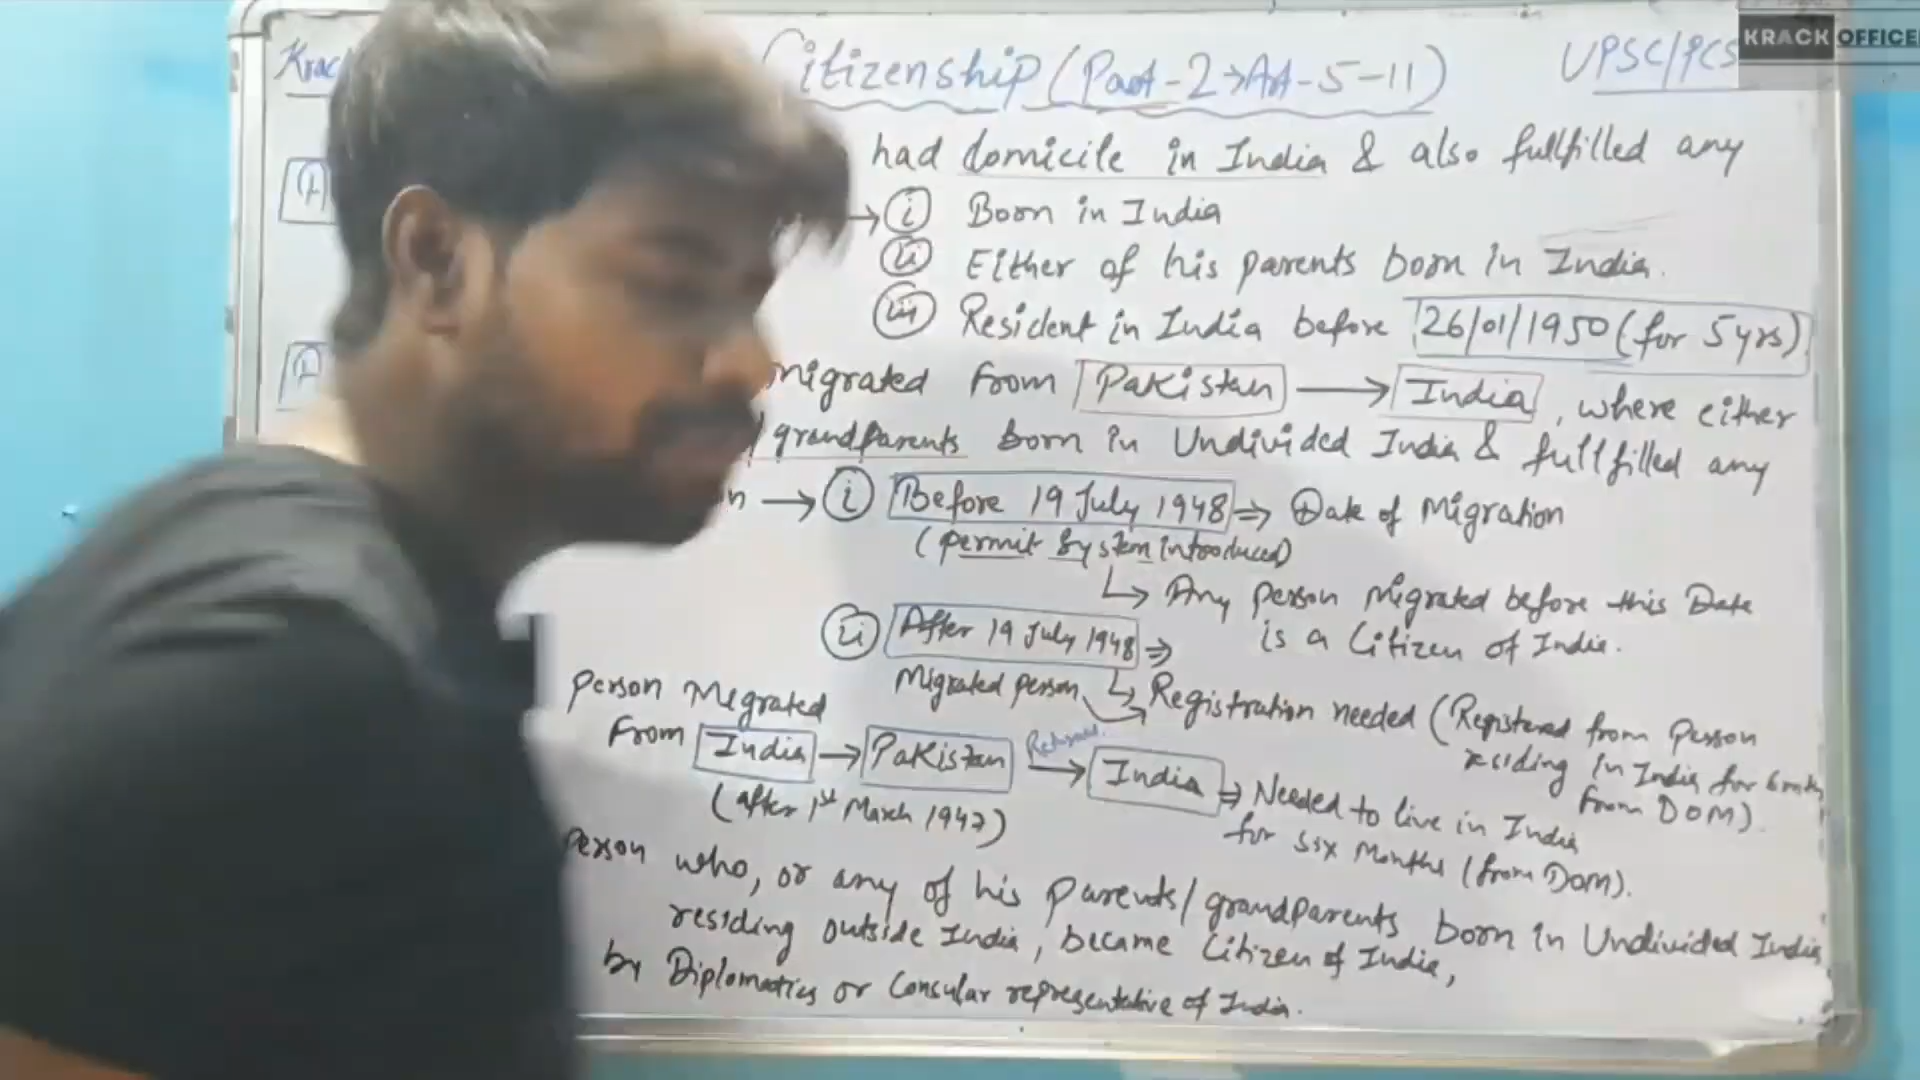 Krac
Citizenship (Part-2→Art-5-11)
UPSC/PCS
KRACK OFFICE
had domicile in India & also fullfilled any
→ (i) Born in India
(ii) Either of his parents born in India.
(iii) Resident in India before 26/01/1950 (for 5 yrs)
migrated from Pakistan → India, where either
/ grandparents born in Undivided India & fullfilled any
n → (i) Before 19 July 1948 ⇒ Date of Migration
(permit System introduced)
↳ Any person Migrated before this Date
is a Citizen of India.
(ii) After 19 July 1948 ⇒
Migrated person ↳ Registration needed (Registered from person
residing in India for 6
from DOM).
Person Migrated
From India → Pakistan → India ⇒ Needed to live in India
(after 1st March 1947)
for six Months (from DOM).
Person who, or any of his Parents/grandparents born in Undivided India
residing outside India, became Citizen of India,
by Diplomatics or Consular representative of India.